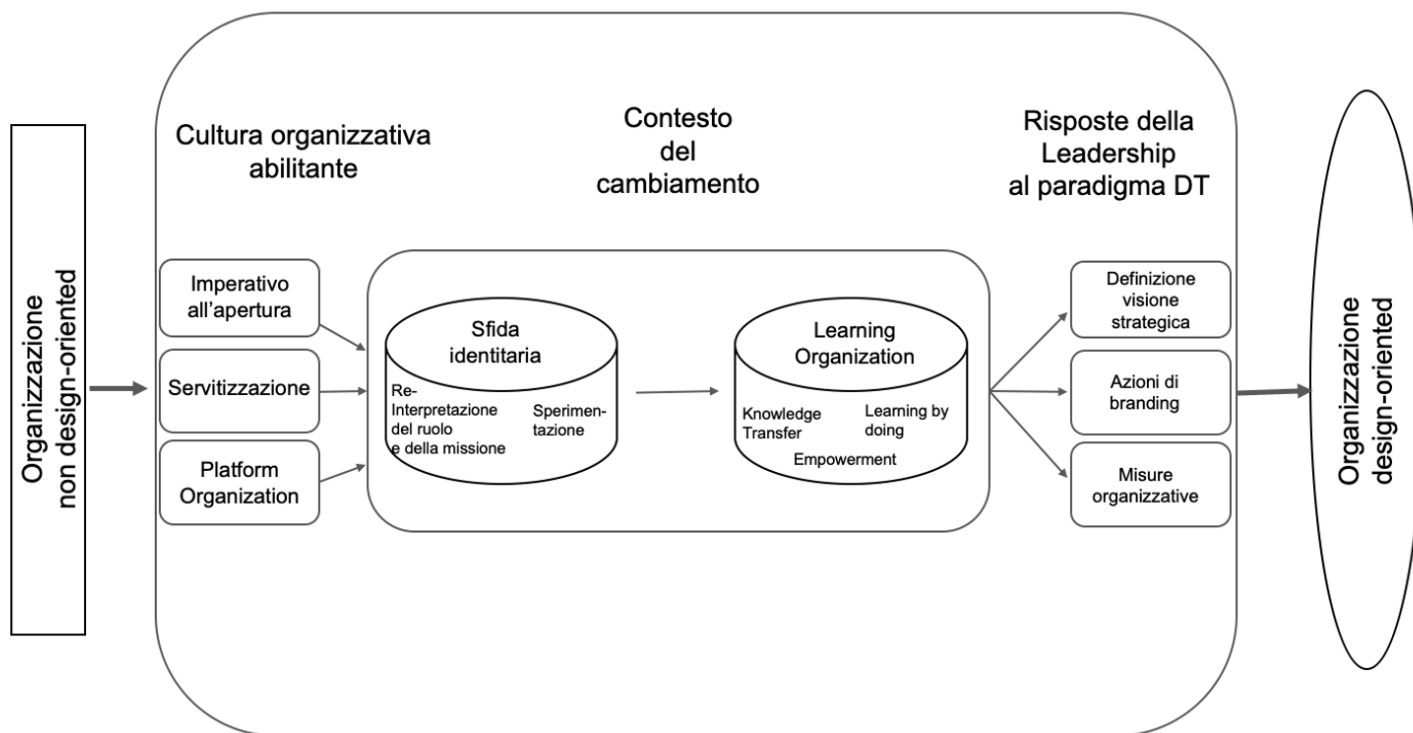 Organizzazione
non design-oriented
Cultura organizzativa
abilitante
Imperativo
all'apertura
Servitizzazione
Platform
Organization
Contesto
del
cambiamento
Sfida
identitaria
Re-
Interpretazione
del ruolo
e della missione
Sperimen-
tazione
Learning
Organization
Knowledge
Transfer
Learning by
doing
Empowerment
Risposte della
Leadership
al paradigma DT
Definizione
visione
strategica
Azioni di
branding
Misure
organizzative
Organizzazione
design-oriented